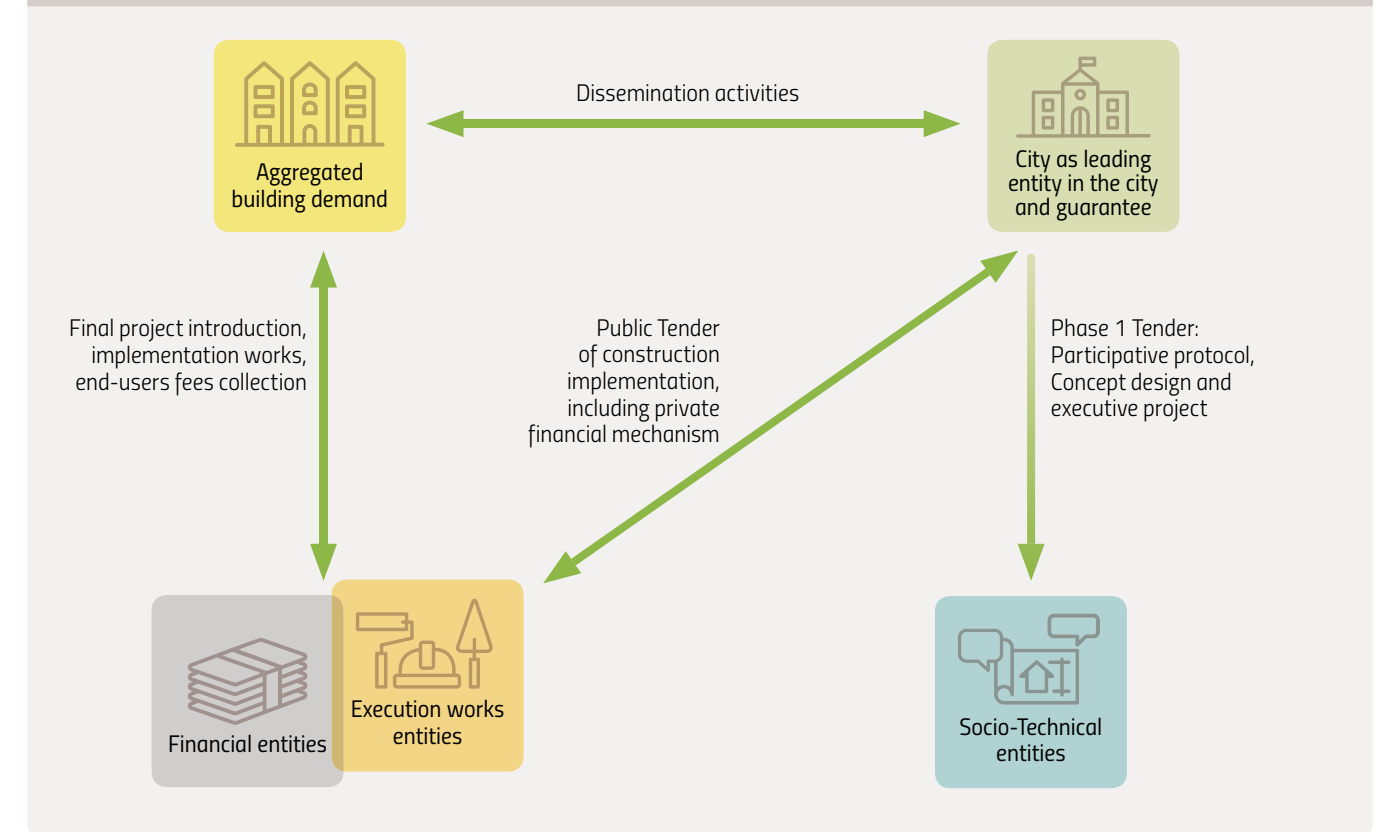 Dissemination activities
Aggregated
building demand
City as leading
entity in the city
and guarantee
Final project introduction,
implementation works,
end-users fees collection
Public Tender
of construction
implementation,
including private
financial mechanism
Phase 1 Tender:
Participative protocol,
Concept design and
executive project
Financial entities
Execution works
entities
Socio-Technical
entities